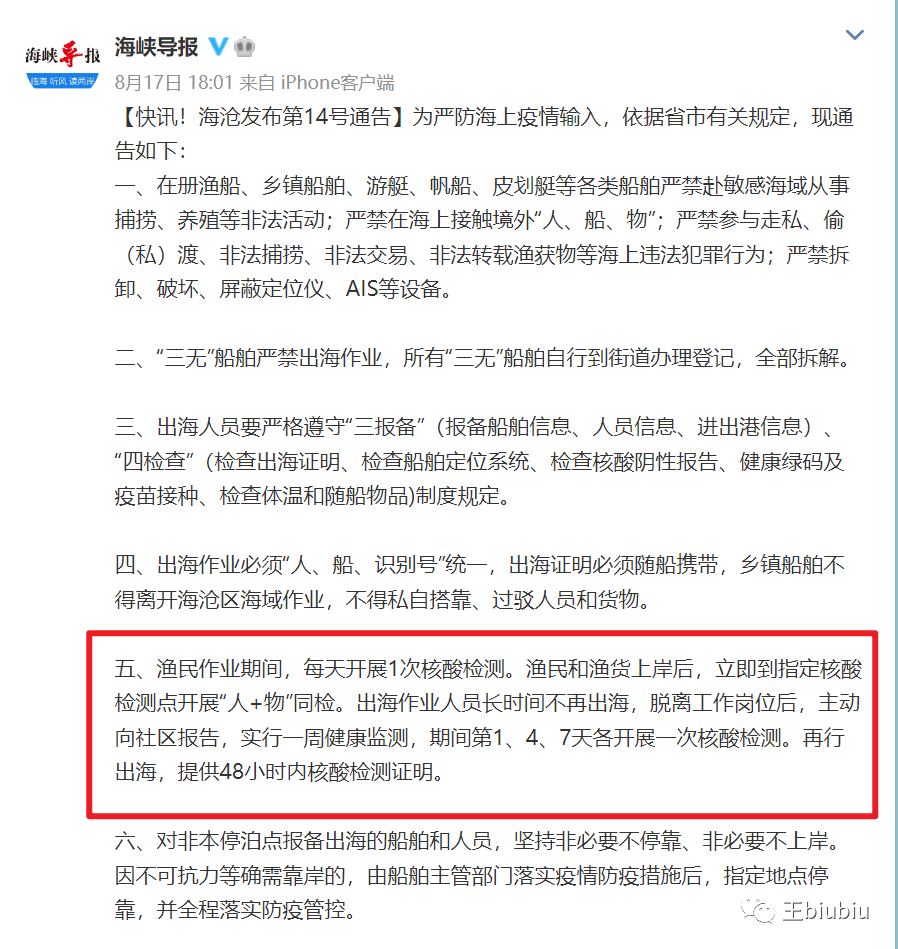 海峡导报
临海 听风 读两岸
海峡导报
8月17日 18:01 来自 iPhone客户端
【快讯！海沧发布第14号通告】为严防海上疫情输入，依据省市有关规定，现通
告如下：
一、在册渔船、乡镇船舶、游艇、帆船、皮划艇等各类船舶严禁赴敏感海域从事
捕捞、养殖等非法活动；严禁在海上接触境外“人、船、物”；严禁参与走私、偷
（私）渡、非法捕捞、非法交易、非法转载渔获物等海上违法犯罪行为；严禁拆
卸、破坏、屏蔽定位仪、AIS等设备。
二、“三无”船舶严禁出海作业，所有“三无”船舶自行到街道办理登记，全部拆解。
三、出海人员要严格遵守“三报备”（报备船舶信息、人员信息、进出港信息）、
“四检查”（检查出海证明、检查船舶定位系统、检查核酸阴性报告、健康绿码及
疫苗接种、检查体温和随船物品)制度规定。
四、出海作业必须“人、船、识别号”统一，出海证明必须随船携带，乡镇船舶不
得离开海沧区海域作业，不得私自搭靠、过驳人员和货物。
五、渔民作业期间，每天开展1次核酸检测。渔民和渔货上岸后，立即到指定核酸
检测点开展“人+物”同检。出海作业人员长时间不再出海，脱离工作岗位后，主动
向社区报告，实行一周健康监测，期间第1、4、7天各开展一次核酸检测。再行
出海，提供48小时内核酸检测证明。
六、对非本停泊点报备出海的船舶和人员，坚持非必要不停靠、非必要不上岸。
因不可抗力等确需靠岸的，由船舶主管部门落实疫情防疫措施后，指定地点停
靠，并全程落实防疫管控。
王biubiu